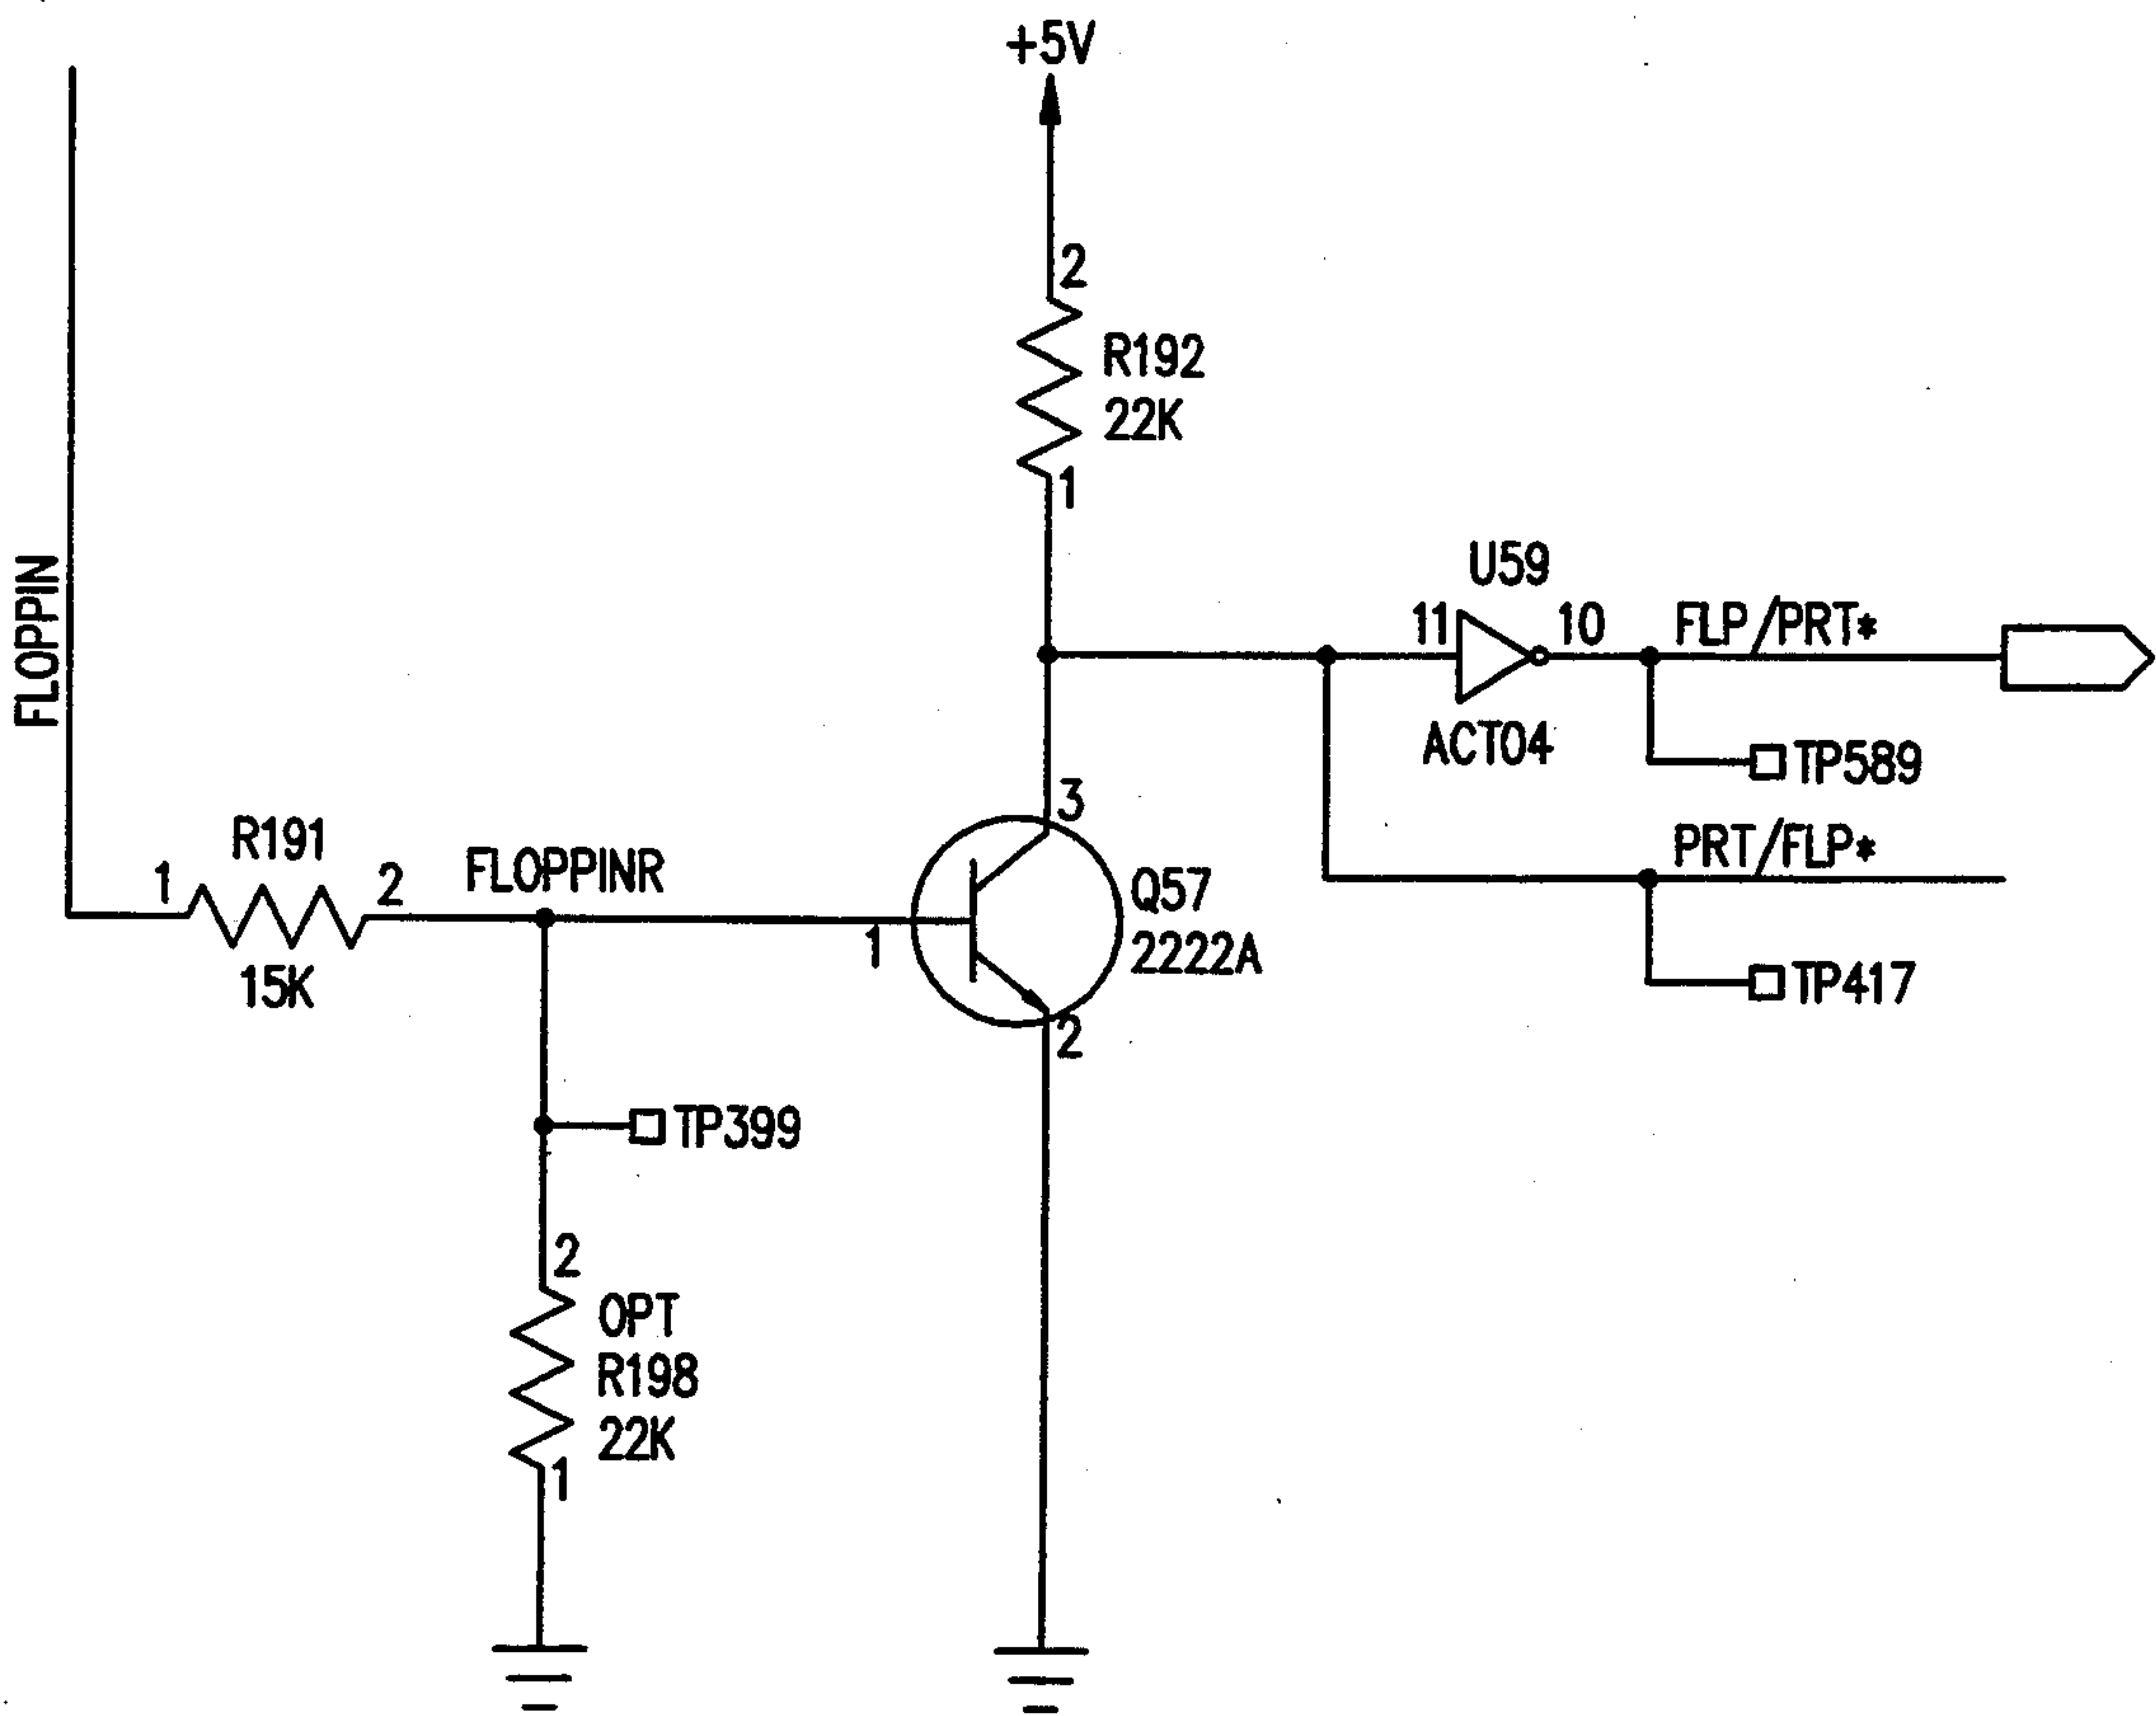 +5V
2
R192
22K
1
FLOPPIN
U59
11
10
FLP/PRT*
ACT04
TP589
3
PRT/FLP*
R191
1
2
FLOPPINR
15K
1
Q57
2222A
TP417
2
TP399
2
OPT
R198
22K
1